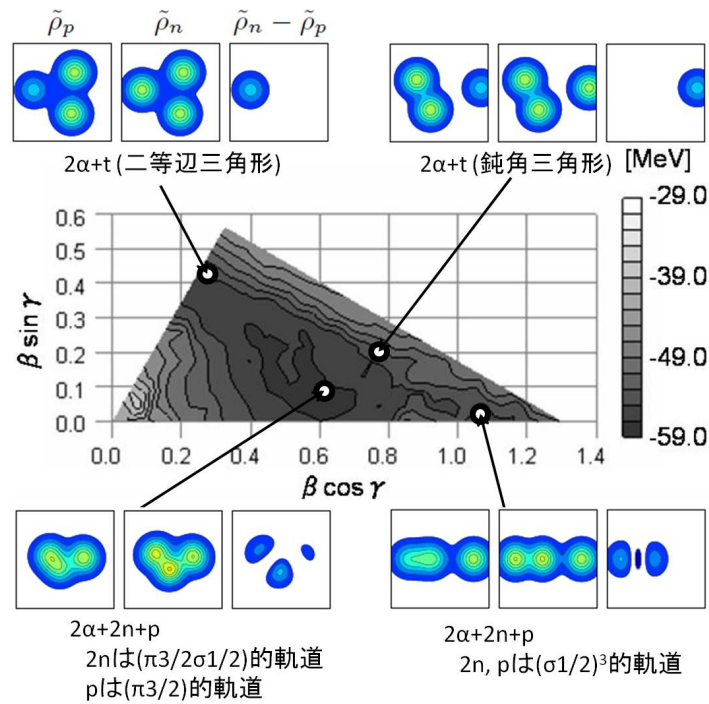 ρ̃p ρ̃n ρ̃n − ρ̃p
2α+t (二等辺三角形)
2α+t (鈍角三角形)
[MeV]
-29.0
-39.0
-49.0
-59.0
β sin γ
0.6
0.5
0.4
0.3
0.2
0.1
0.0
0.0 0.2 0.4 0.6 0.8 1.0 1.2 1.4
β cos γ
2α+2n+p
2nは(π3/2σ1/2)的軌道
pは(π3/2)的軌道
2α+2n+p
2n, pは(σ1/2)³的軌道